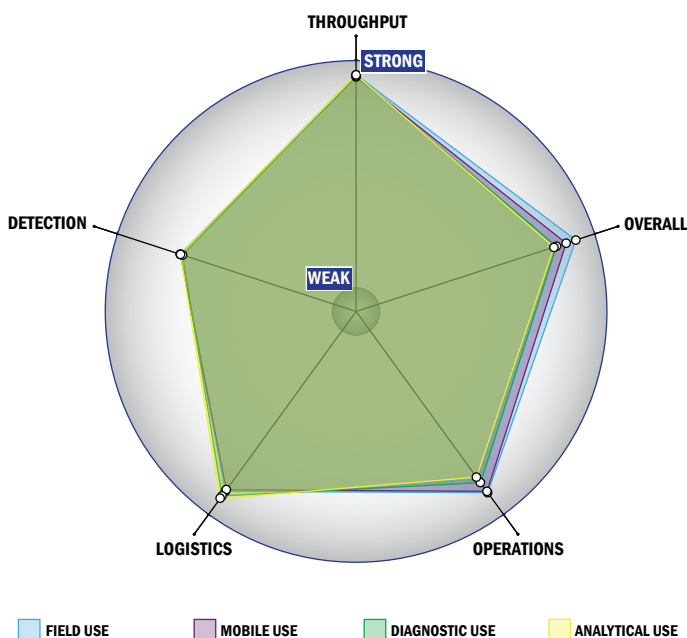 THROUGHPUT
STRONG
DETECTION
OVERALL
WEAK
LOGISTICS
OPERATIONS
FIELD USE
MOBILE USE
DIAGNOSTIC USE
ANALYTICAL USE